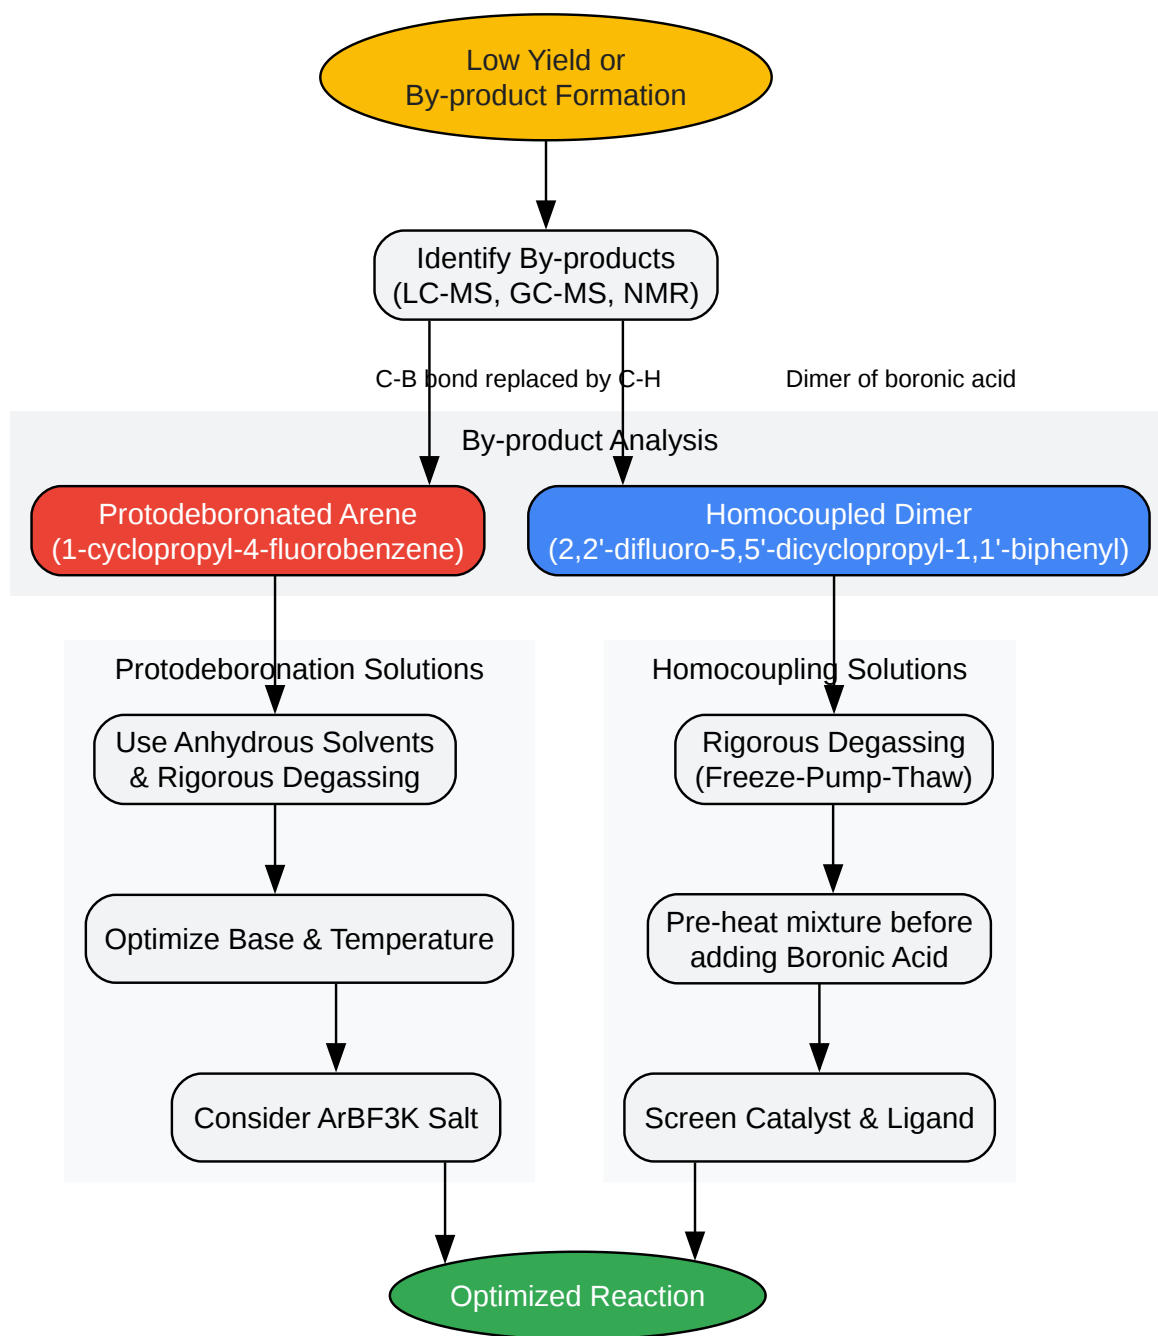 Low Yield or
By-product Formation
Identify By-products
(LC-MS, GC-MS, NMR)
C-B bond replaced by C-H
Dimer of boronic acid
By-product Analysis
Protodeboronated Arene
(1-cyclopropyl-4-fluorobenzene)
Homocoupled Dimer
(2,2'-difluoro-5,5'-dicyclopropyl-1,1'-biphenyl)
Protodeboronation Solutions
Use Anhydrous Solvents
& Rigorous Degassing
Optimize Base & Temperature
Consider ArBF3K Salt
Homocoupling Solutions
Rigorous Degassing
(Freeze-Pump-Thaw)
Pre-heat mixture before
adding Boronic Acid
Screen Catalyst & Ligand
Optimized Reaction